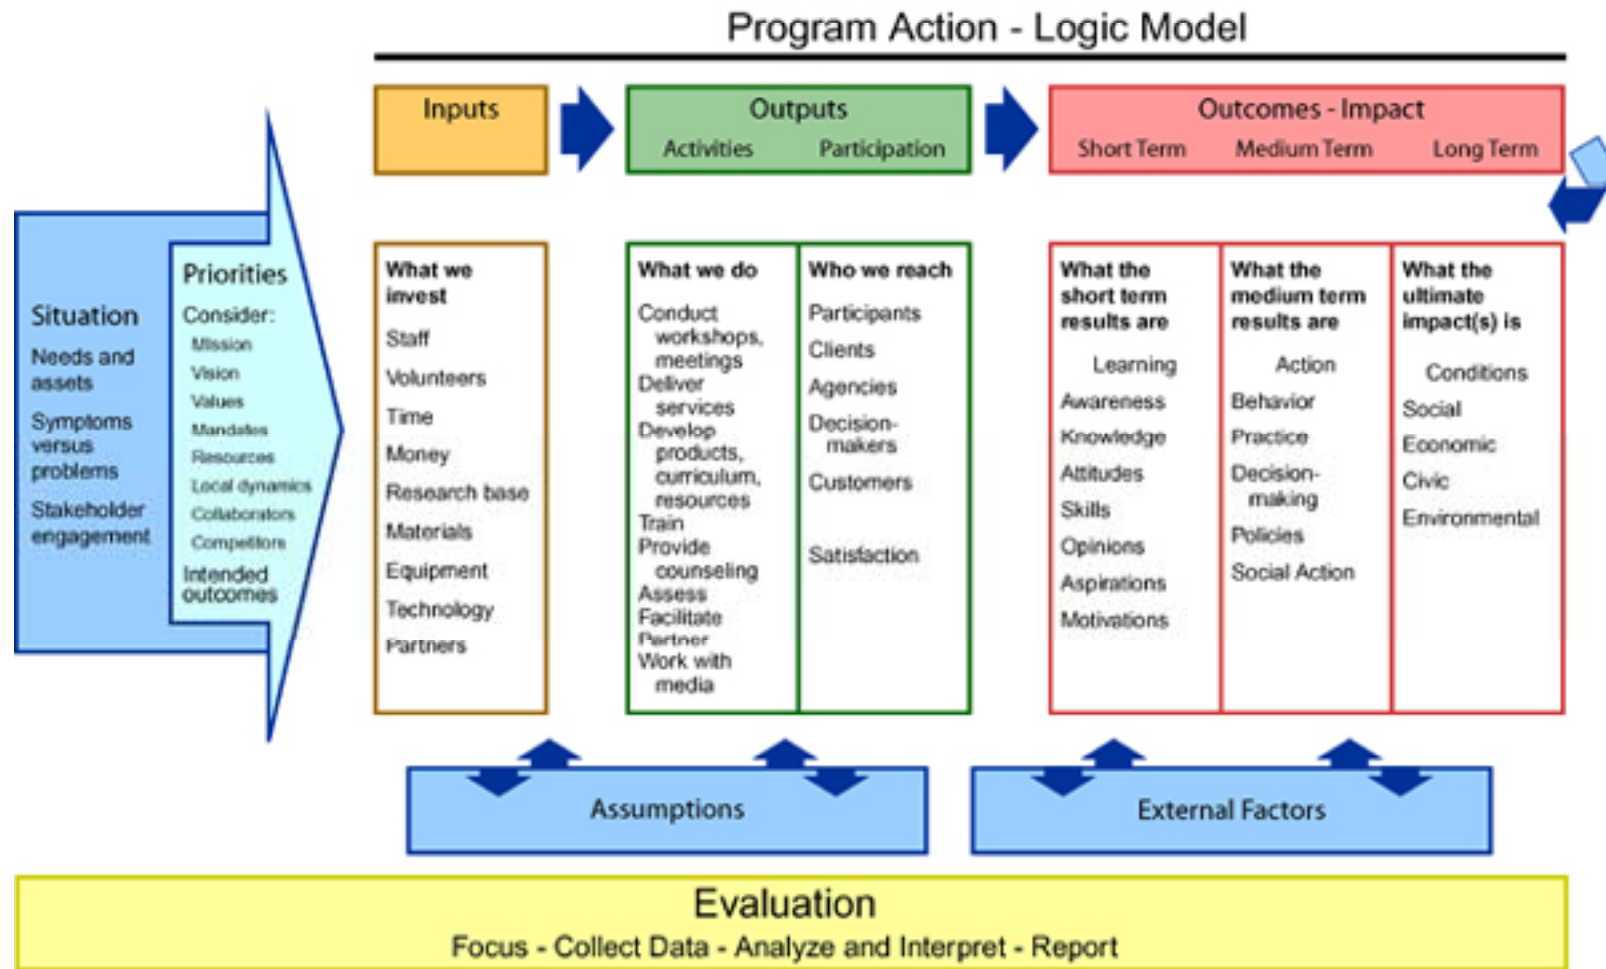 Program Action - Logic Model
Inputs
Outputs
Activities Participation
Outcomes - Impact
Short Term Medium Term Long Term
Situation
Needs and
assets
Symptoms
versus
problems
Stakeholder
engagement
Priorities
Consider:
Mission
Vision
Values
Mandates
Resources
Local dynamics
Collaborators
Competitors
Intended
outcomes
What we
invest
Staff
Volunteers
Time
Money
Research base
Materials
Equipment
Technology
Partners
What we do
Conduct
workshops,
meetings
Deliver
services
Develop
products,
curriculum,
resources
Train
Provide
counseling
Assess
Facilitate
Partner
Work with
media
Who we reach
Participants
Clients
Agencies
Decision-
makers
Customers
Satisfaction
What the
short term
results are
Learning
Awareness
Knowledge
Attitudes
Skills
Opinions
Aspirations
Motivations
What the
medium term
results are
Action
Behavior
Practice
Decision-
making
Policies
Social Action
What the
ultimate
impact(s) is
Conditions
Social
Economic
Civic
Environmental
Assumptions
External Factors
Evaluation
Focus - Collect Data - Analyze and Interpret - Report